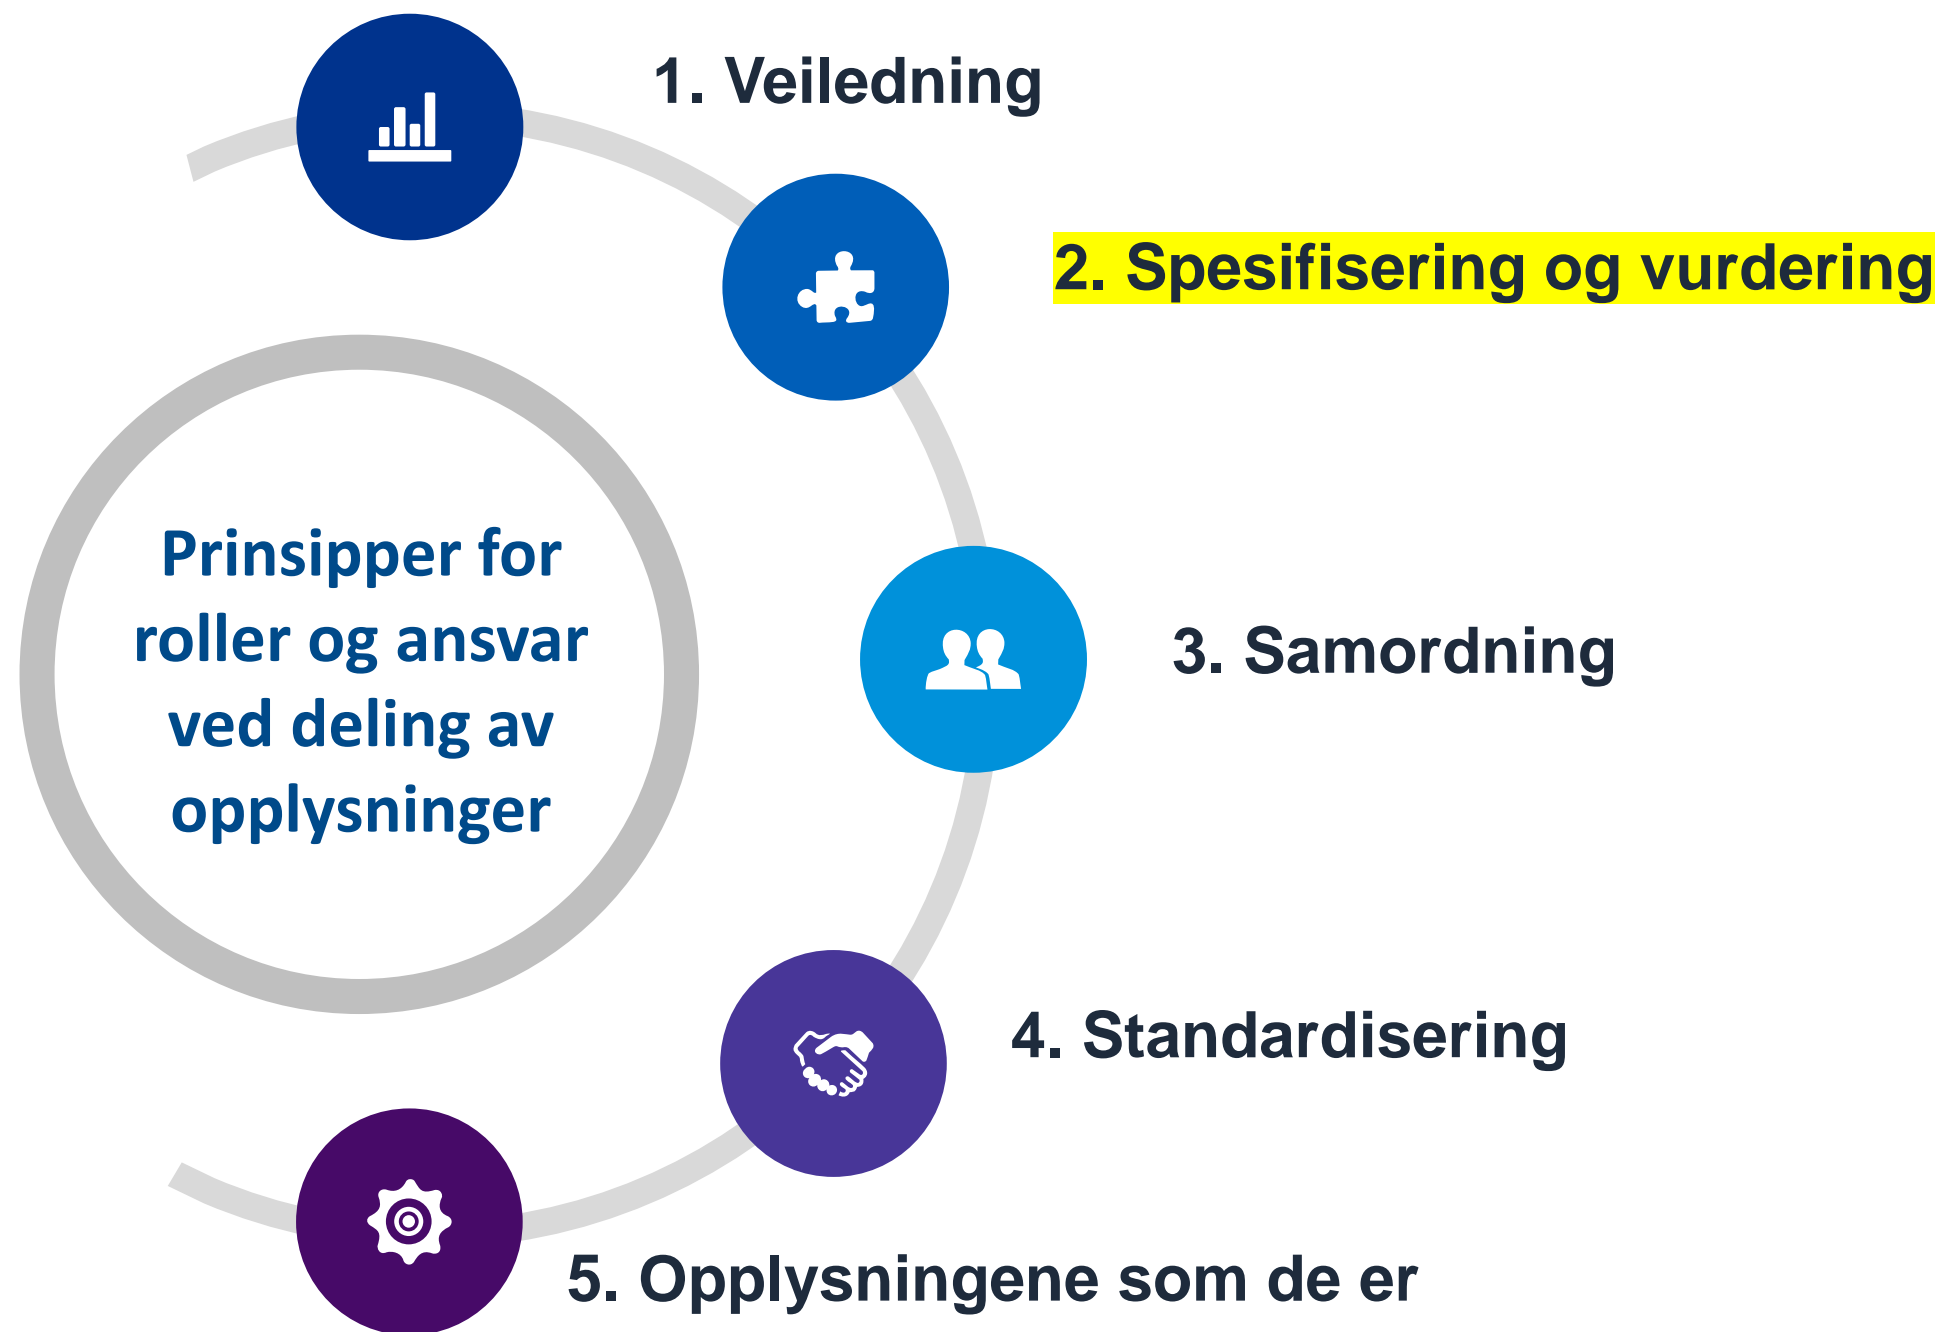 1. Veiledning
2. Spesifisering og vurdering
Prinsipper for
roller og ansvar
ved deling av
opplysninger
3. Samordning
4. Standardisering
5. Opplysningene som de er